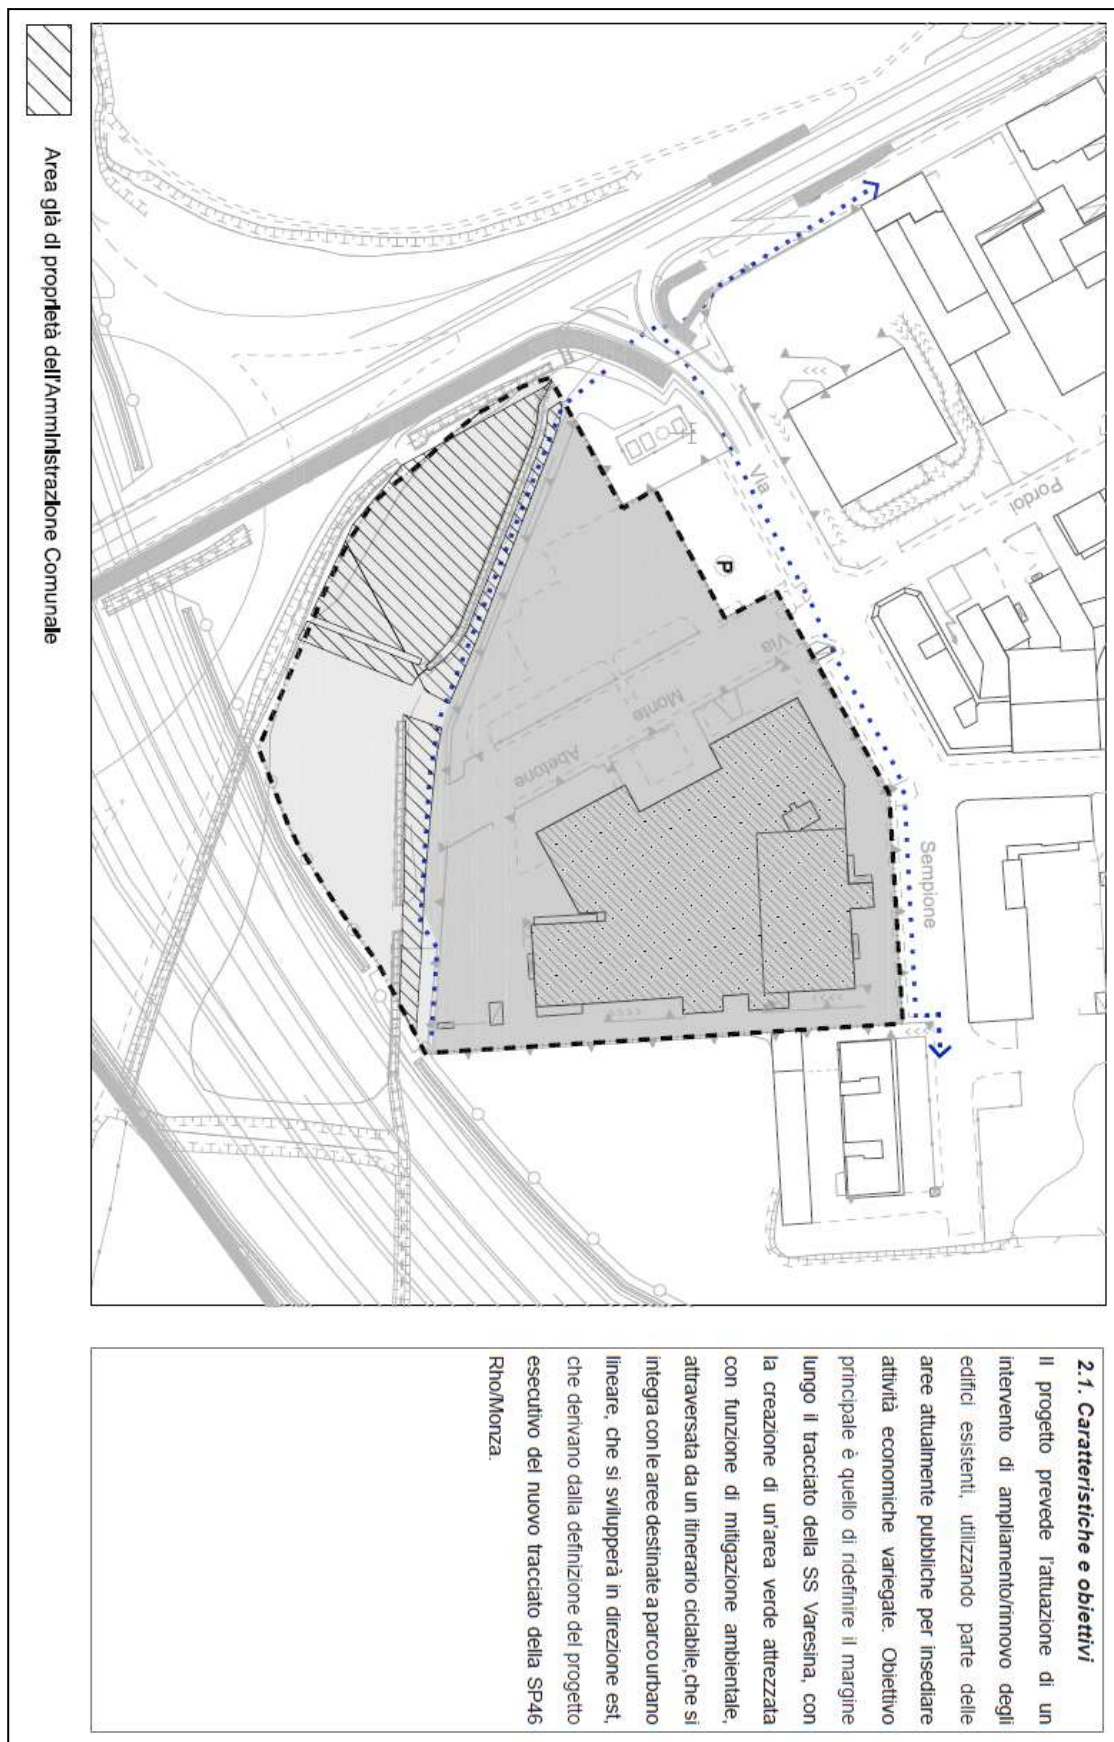 2.1. Caratteristiche e obiettivi
Il progetto prevede l'attuazione di un
intervento di ampliamento/rinnovo degli
edifici esistenti, utilizzando parte delle
aree attualmente pubbliche per insediare
attività economiche variegate. Obiettivo
principale è quello di ridefinire il margine
lungo il tracciato della SS Varesina, con
la creazione di un'area verde attrezzata
con funzione di mitigazione ambientale,
attraversata da un itinerario ciclabile,che si
integra con le aree destinate a parco urbano
lineare, che si svilupperà in direzione est,
che derivano dalla definizione del progetto
esecutivo del nuovo tracciato della SP46
Rho/Monza.
Pordoi
Via
Sempione
P
Via
Monte
Abetone
Area già di proprietà dell'Amministrazione Comunale